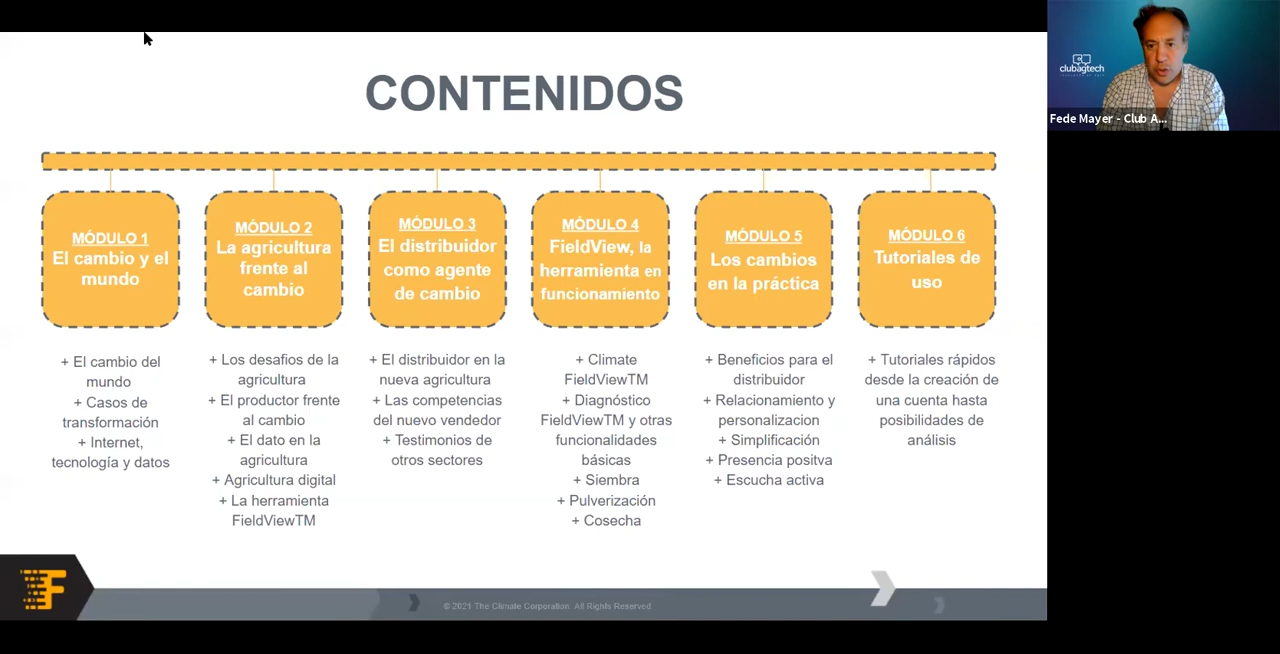 CONTENIDOS
MÓDULO 1
El cambio y el
mundo
+ El cambio del
mundo
+ Casos de
transformación
+ Internet,
tecnología y datos
MÓDULO 2
La agricultura
frente al
cambio
+ Los desafios de la
agricultura
+ El productor frente
al cambio
+ El dato en la
agricultura
+ Agricultura digital
+ La herramienta
FieldViewTM
MÓDULO 3
El distribuidor
como agente
de cambio
+ El distribuidor en la
nueva agricultura
+ Las competencias
del nuevo vendedor
+ Testimonios de
otros sectores
MÓDULO 4
FieldView, la
herramienta en
funcionamiento
+ Climate
FieldViewTM
+ Diagnóstico
FieldViewTM y otras
funcionalidades
básicas
+ Siembra
+ Pulverización
+ Cosecha
MÓDULO 5
Los cambios
en la práctica
+ Beneficios para el
distribuidor
+ Relacionamiento y
personalizacion
+ Simplificación
+ Presencia positva
+ Escucha activa
MÓDULO 6
Tutoriales de
uso
+ Tutoriales rápidos
desde la creación de
una cuenta hasta
posibilidades de
análisis
© 2021 The Climate Corporation. All Rights Reserved
clubagtech
Fede Mayer - Club A...